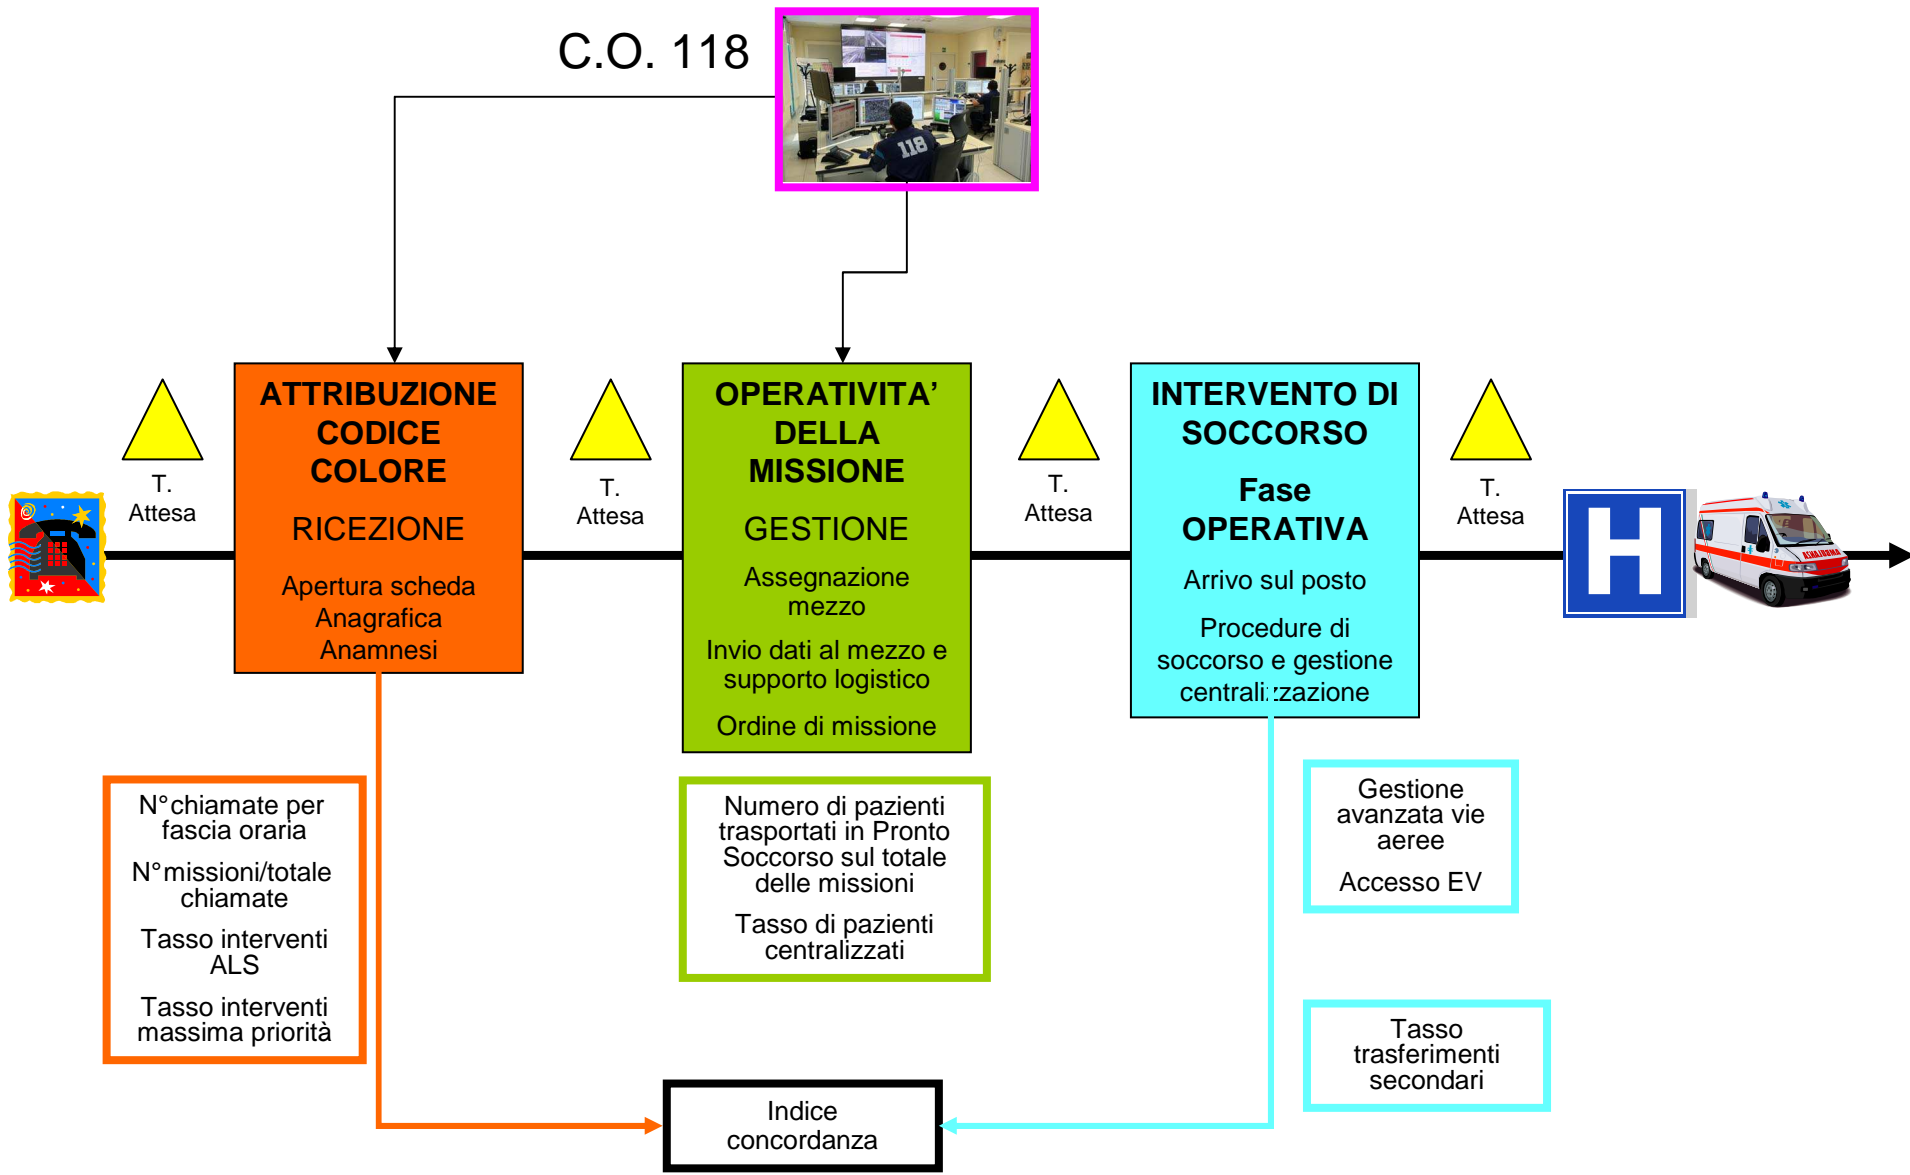 C.O. 118
118
ATTRIBUZIONE
CODICE
COLORE
RICEZIONE
Apertura scheda
Anagrafica
Anamnesi
OPERATIVITA’
DELLA
MISSIONE
GESTIONE
Assegnazione
mezzo
Invio dati al mezzo e
supporto logistico
Ordine di missione
INTERVENTO DI
SOCCORSO
Fase
OPERATIVA
Arrivo sul posto
Procedure di
soccorso e gestione
centralizzazione
T.
Attesa
T.
Attesa
T.
Attesa
T.
Attesa
H
AMBULANZA
N° chiamate per
fascia oraria
N° missioni/totale
chiamate
Tasso interventi
ALS
Tasso interventi
massima priorità
Numero di pazienti
trasportati in Pronto
Soccorso sul totale
delle missioni
Tasso di pazienti
centralizzati
Gestione
avanzata vie
aeree
Accesso EV
Tasso
trasferimenti
secondari
Indice
concordanza